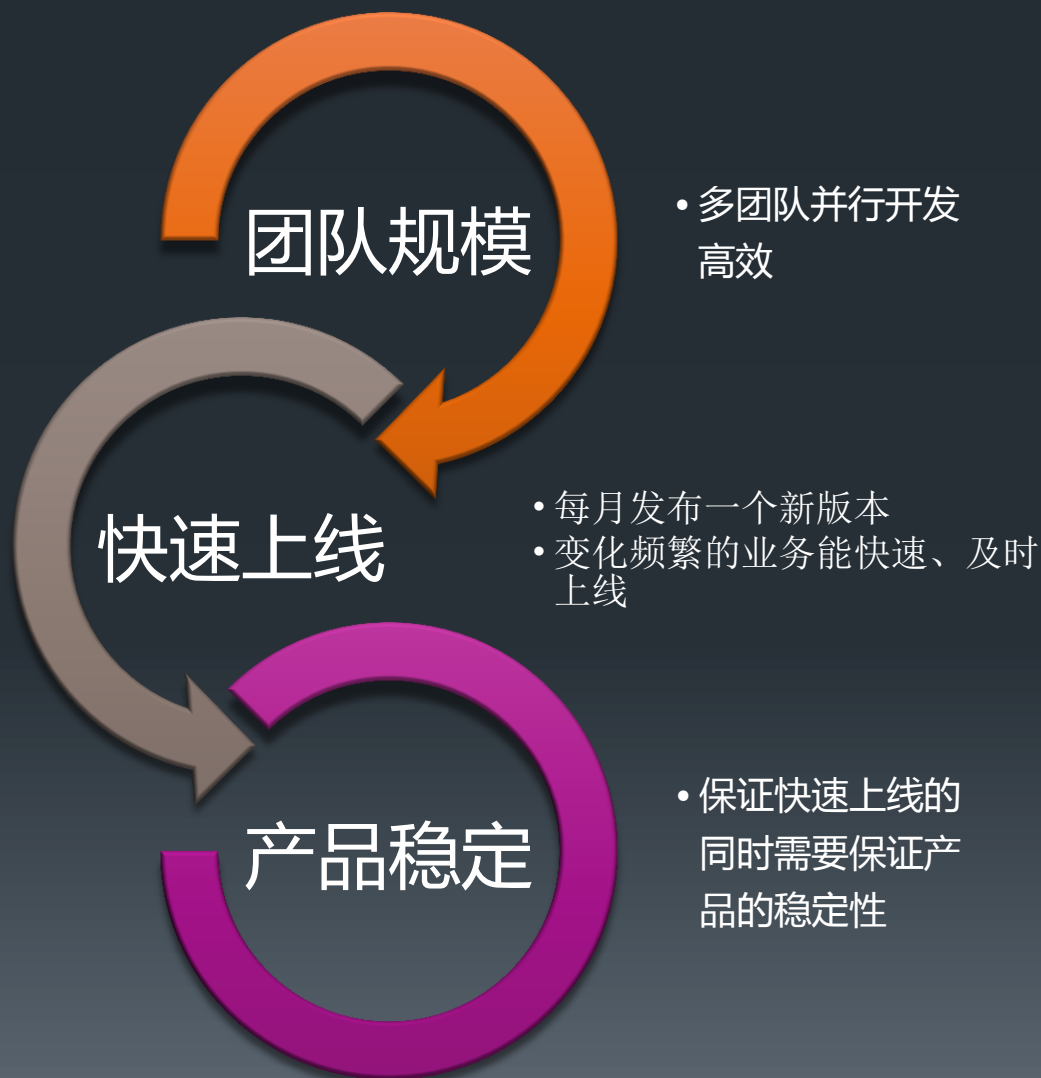 团队规模
• 多团队并行开发
高效
快速上线
• 每月发布一个新版本
• 变化频繁的业务能快速、及时
上线
产品稳定
• 保证快速上线的
同时需要保证产
品的稳定性